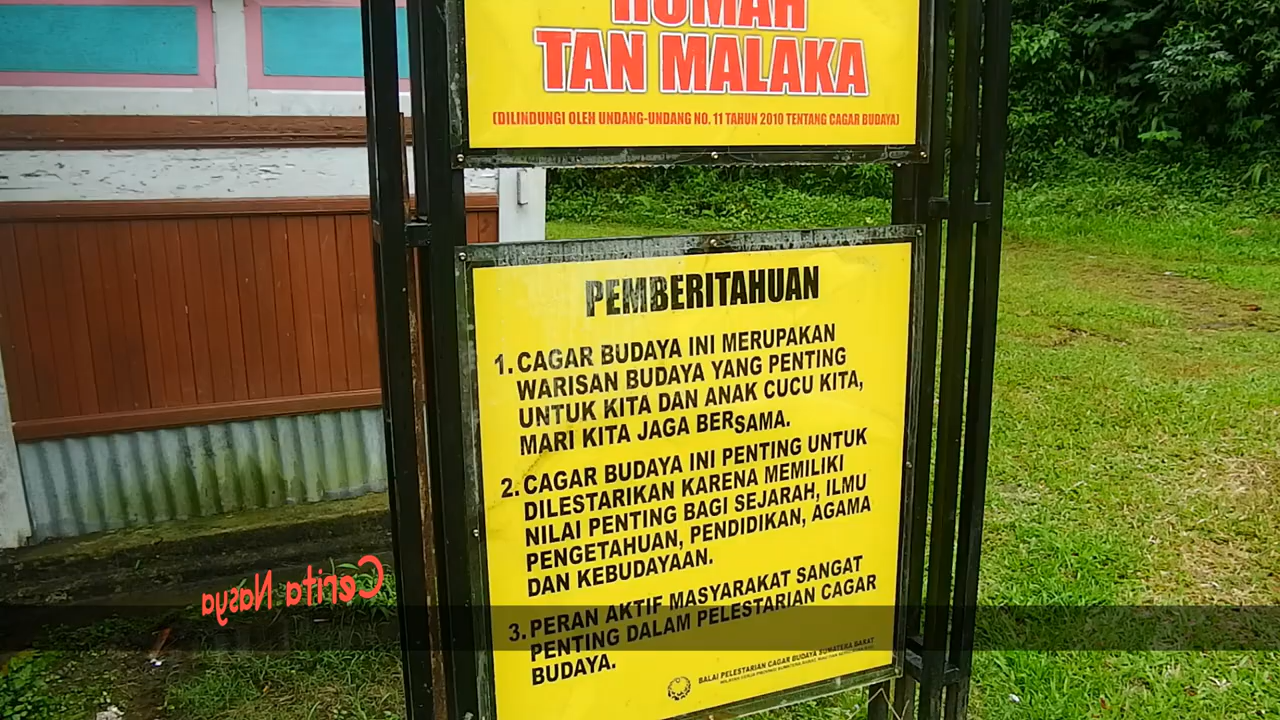 RUMAH
TAN MALAKA
(DILINDUNGI OLEH UNDANG-UNDANG NO. 11 TAHUN 2010 TENTANG CAGAR BUDAYA)
PEMBERITAHUAN
1. CAGAR BUDAYA INI MERUPAKAN
WARISAN BUDAYA YANG PENTING
UNTUK KITA DAN ANAK CUCU KITA,
MARI KITA JAGA BERSAMA.
2. CAGAR BUDAYA INI PENTING UNTUK
DILESTARIKAN KARENA MEMILIKI
NILAI PENTING BAGI SEJARAH, ILMU
PENGETAHUAN, PENDIDIKAN, AGAMA
DAN KEBUDAYAAN.
3. PERAN AKTIF MASYARAKAT SANGAT
PENTING DALAM PELESTARIAN CAGAR
BUDAYA.
BALAI PELESTARIAN CAGAR BUDAYA SUMATERA BARAT
Cerita Nasya